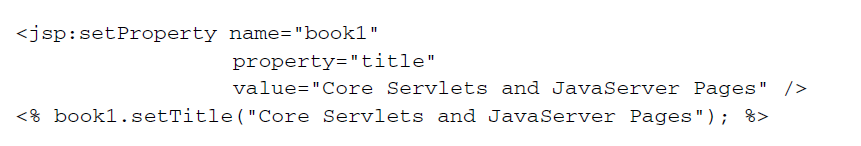 <jsp:setProperty name="book1"
property="title"
value="Core Servlets and JavaServer Pages" />
<% book1.setTitle("Core Servlets and JavaServer Pages"); %>